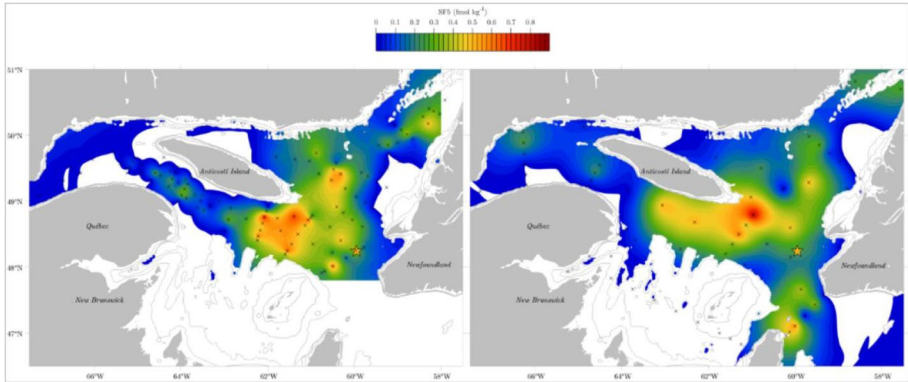 SF5 (fmol kg⁻¹)
0 0.1 0.2 0.3 0.4 0.5 0.6 0.7 0.8
51°N
50°N
49°N
48°N
47°N
Anticosti Island
Québec
New Brunswick
Newfoundland
66°W 64°W 62°W 60°W 58°W
Anticosti Island
Québec
New Brunswick
Newfoundland
66°W 64°W 62°W 60°W 58°W